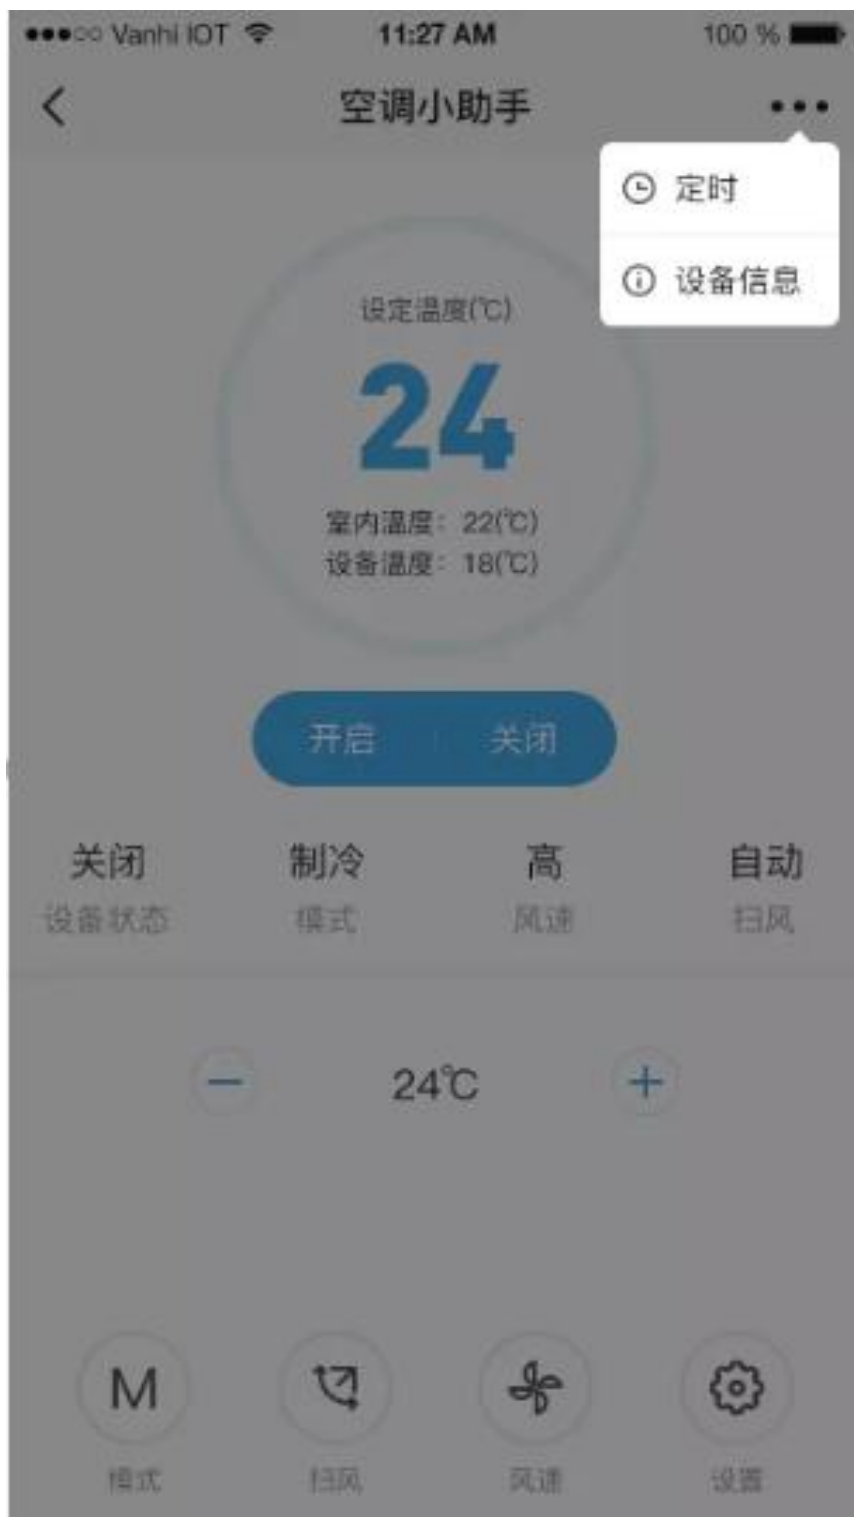 Vanhi IOT 11:27 AM 100 %
空调小助手
定时
设备信息
设定温度(℃)
24
室内温度: 22(℃)
设备温度: 18(℃)
开启 关闭
关闭 制冷 高 自动
设备状态 模式 风速 扫风
24℃
M
模式 扫风 风速 设置